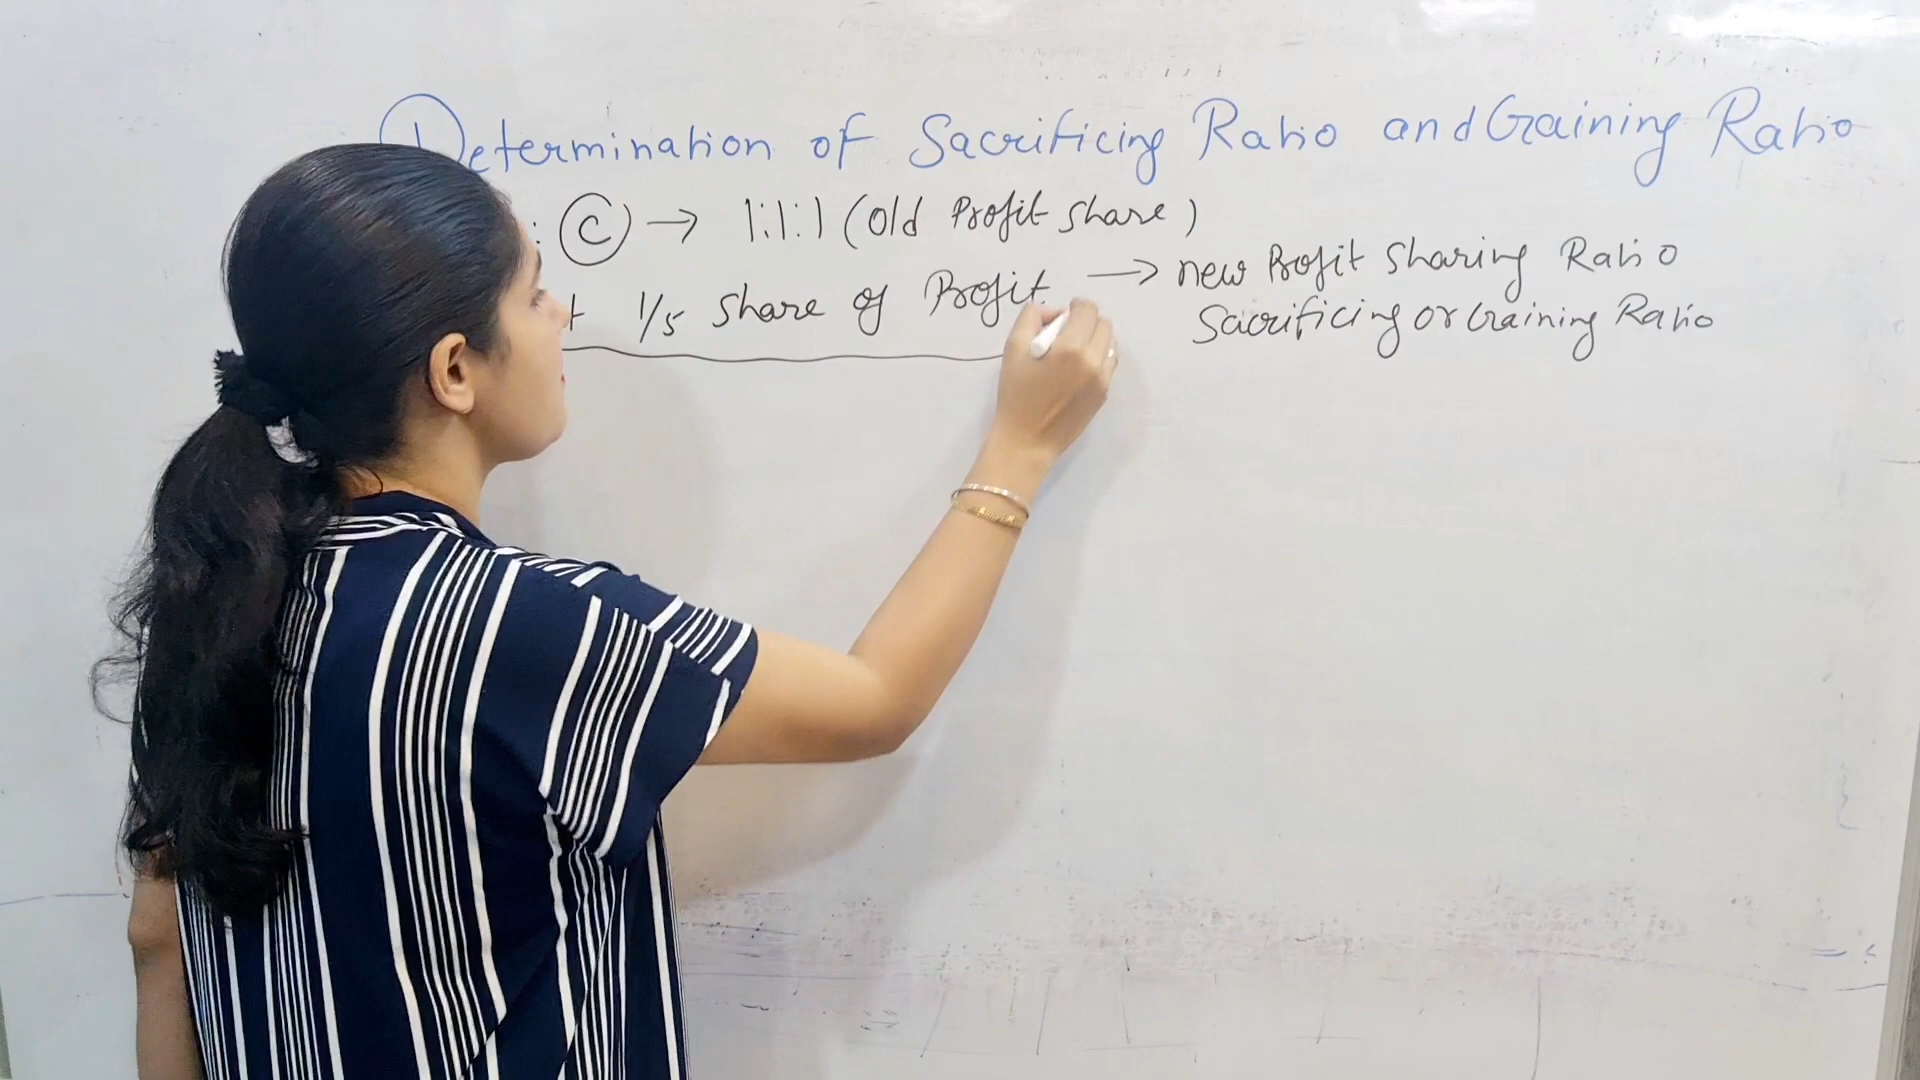 Determination of Sacrificing Ratio and Gaining Ratio
: C → 1:1:1 (Old Profit Share)
1/5 Share of Profit → new Profit Sharing Ratio
Sacrificing or Gaining Ratio